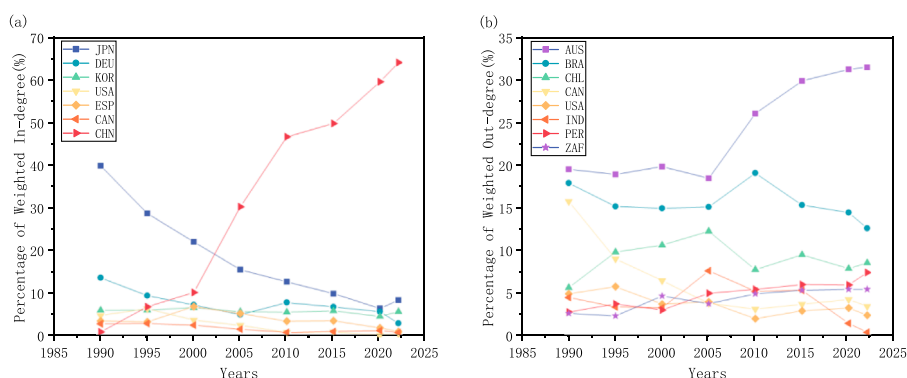 (a)
70
60
50
40
30
20
10
0
Percentage of Weighted In-degree(%)
JPN
DEU
KOR
USA
ESP
CAN
CHN
1985 1990 1995 2000 2005 2010 2015 2020 2025
Years
(b)
35
30
25
20
15
10
5
0
Percentage of Weighted Out-degree(%)
AUS
BRA
CHL
CAN
USA
IND
PER
ZAF
1985 1990 1995 2000 2005 2010 2015 2020 2025
Years